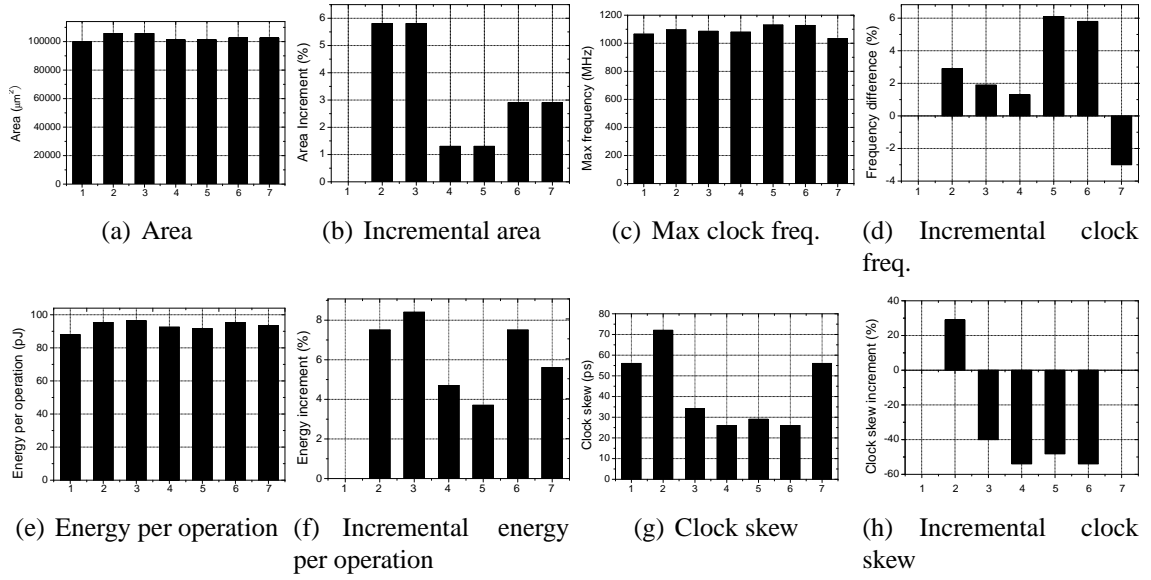 Area (μm²)
100000
80000
60000
40000
20000
0
1 2 3 4 5 6 7
(a) Area
Area Increment (%)
6%
5
4
3
2
1
0
1 2 3 4 5 6 7
(b) Incremental area
Max frequency (MHz)
1200
1000
800
600
400
200
0
1 2 3 4 5 6 7
(c) Max clock freq.
Frequency difference (%)
6
4
2
0
-2
-4
1 2 3 4 5 6 7
(d) Incremental clock
freq.
Energy per operation (pJ)
100
80
60
40
20
0
1 2 3 4 5 6 7
(e) Energy per operation
Energy increment (%)
8
6
4
2
0
1 2 3 4 5 6 7
(f) Incremental energy
per operation
Clock skew (ps)
80
70
60
50
40
30
20
10
0
1 2 3 4 5 6 7
(g) Clock skew
Clock skew increment (%)
40
20
0
-20
-40
-60
1 2 3 4 5 6 7
(h) Incremental clock
skew